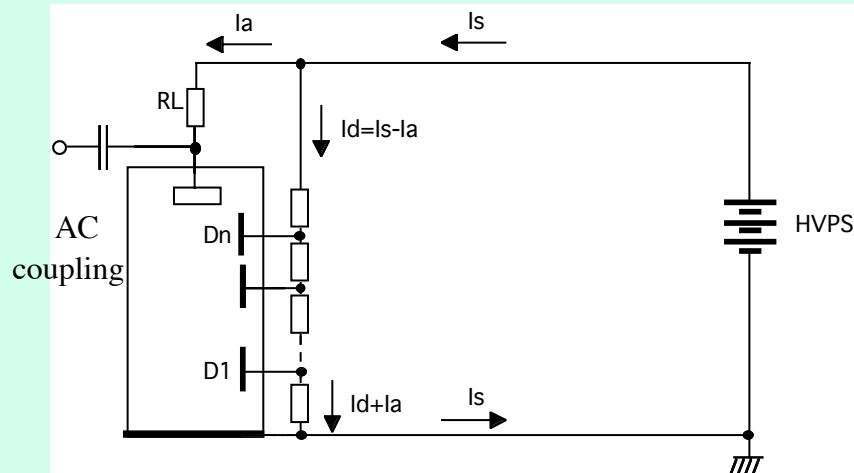 Ia
Is
RL
Id=Is-Ia
AC
coupling
Dn
HVPS
D1
Id+Ia
Is